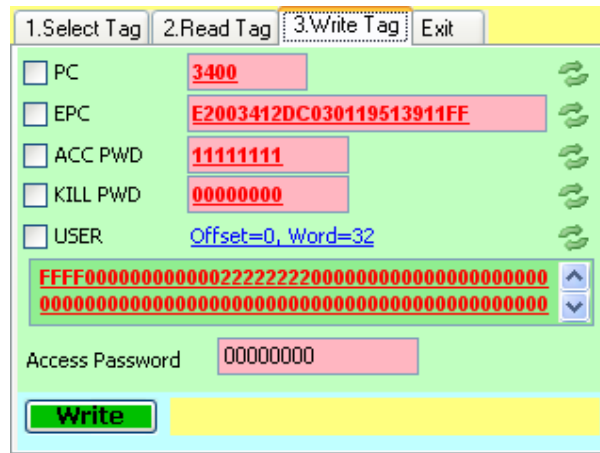 1.Select Tag 2.Read Tag 3.Write Tag Exit
PC 3400
EPC E2003412DC030119513911FF
ACC PWD 11111111
KILL PWD 00000000
USER Offset=0, Word=32
FFFF000000000000222222220000000000000000000
00000000000000000000000000000000000000000000
Access Password 00000000
Write